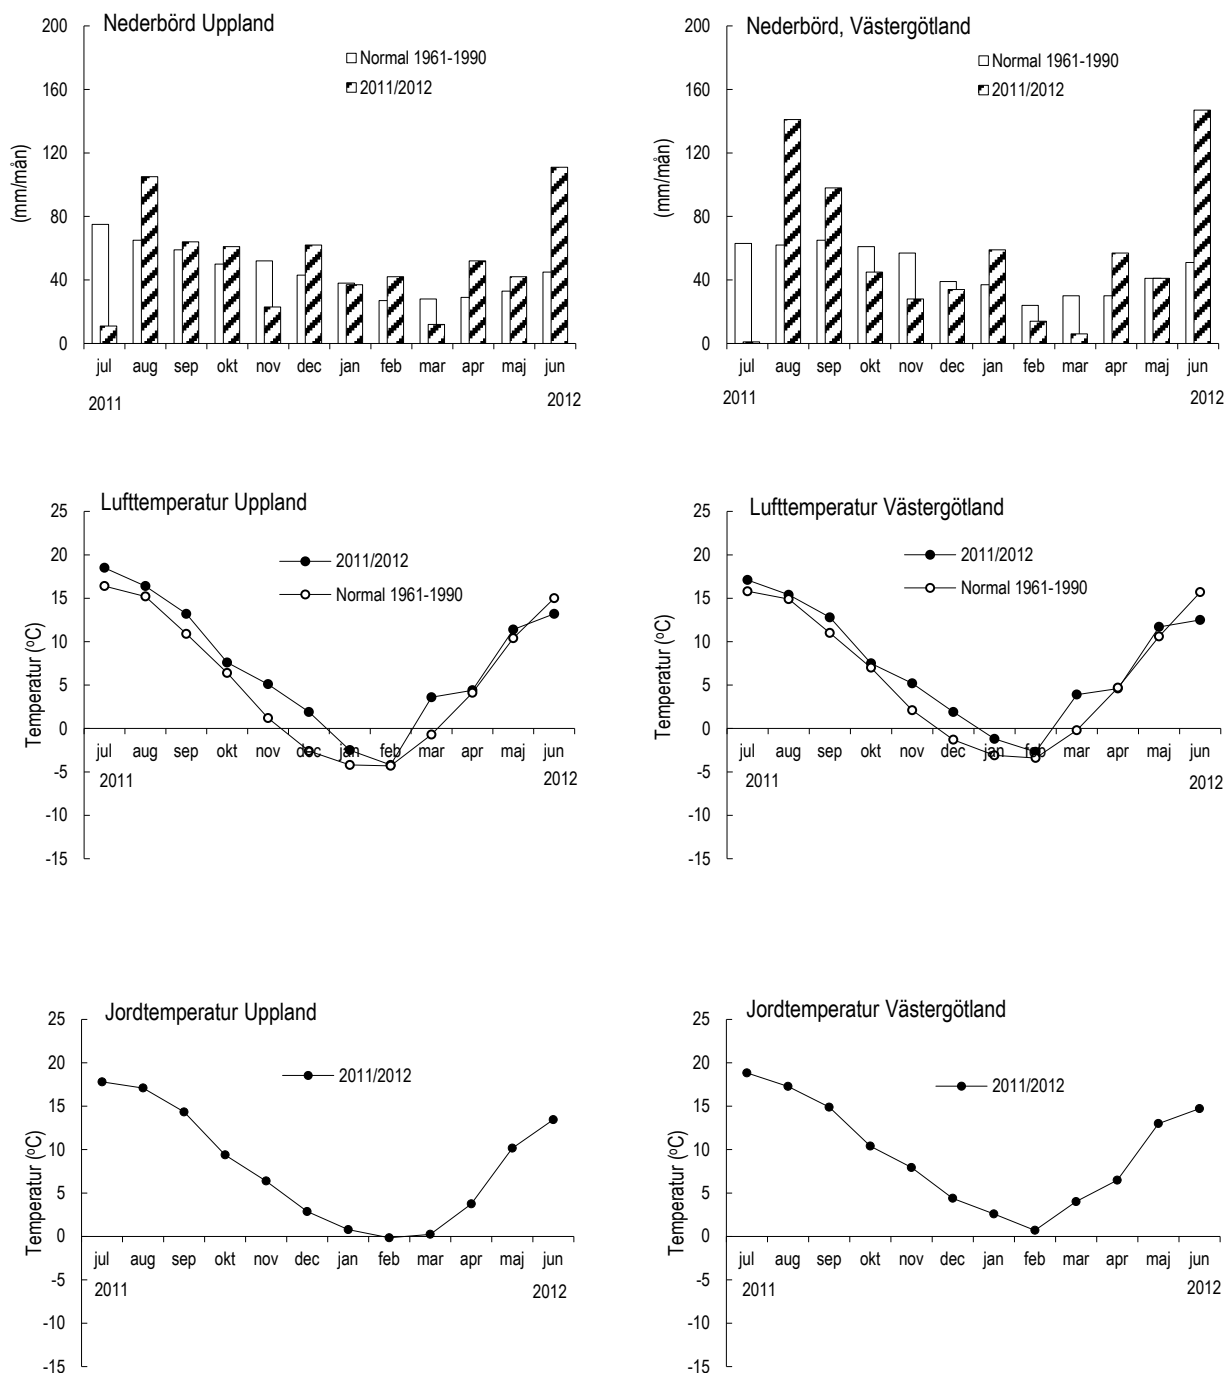 Nederbörd Uppland
Normal 1961-1990
2011/2012
(mm/mån)
200
160
120
80
40
0
jul aug sep okt nov dec jan feb mar apr maj jun
2011 2012
Nederbörd, Västergötland
Normal 1961-1990
2011/2012
(mm/mån)
200
160
120
80
40
0
jul aug sep okt nov dec jan feb mar apr maj jun
2011 2012
Lufttemperatur Uppland
2011/2012
Normal 1961-1990
Temperatur (ºC)
25
20
15
10
5
0
-5
-10
-15
jul aug sep okt nov dec jan feb mar apr maj jun
2011 2012
Lufttemperatur Västergötland
2011/2012
Normal 1961-1990
Temperatur (ºC)
25
20
15
10
5
0
-5
-10
-15
jul aug sep okt nov dec jan feb mar apr maj jun
2011 2012
Jordtemperatur Uppland
2011/2012
Temperatur (ºC)
25
20
15
10
5
0
-5
-10
-15
jul aug sep okt nov dec jan feb mar apr maj jun
2011 2012
Jordtemperatur Västergötland
2011/2012
Temperatur (ºC)
25
20
15
10
5
0
-5
-10
-15
jul aug sep okt nov dec jan feb mar apr maj jun
2011 2012